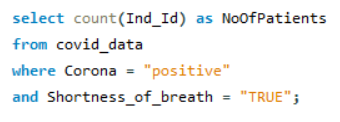 select count(Ind_Id) as NoOfPatients
from covid_data
where Corona = "positive"
and Shortness_of_breath = "TRUE";